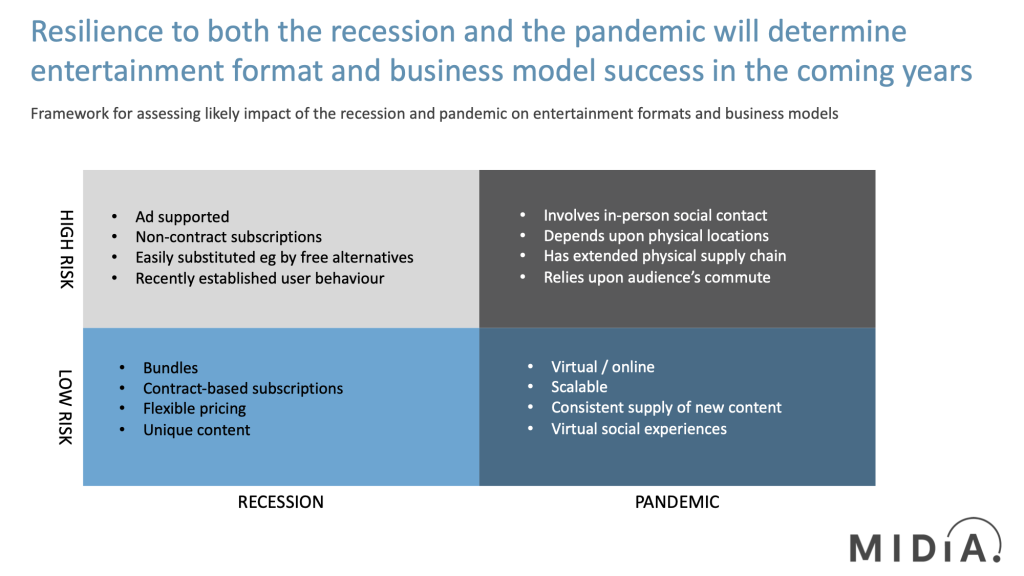 Resilience to both the recession and the pandemic will determine
entertainment format and business model success in the coming years
Framework for assessing likely impact of the recession and pandemic on entertainment formats and business models
HIGH RISK
• Ad supported
• Non-contract subscriptions
• Easily substituted eg by free alternatives
• Recently established user behaviour
• Involves in-person social contact
• Depends upon physical locations
• Has extended physical supply chain
• Relies upon audience’s commute
LOW RISK
• Bundles
• Contract-based subscriptions
• Flexible pricing
• Unique content
• Virtual / online
• Scalable
• Consistent supply of new content
• Virtual social experiences
RECESSION
PANDEMIC
MIDiA.